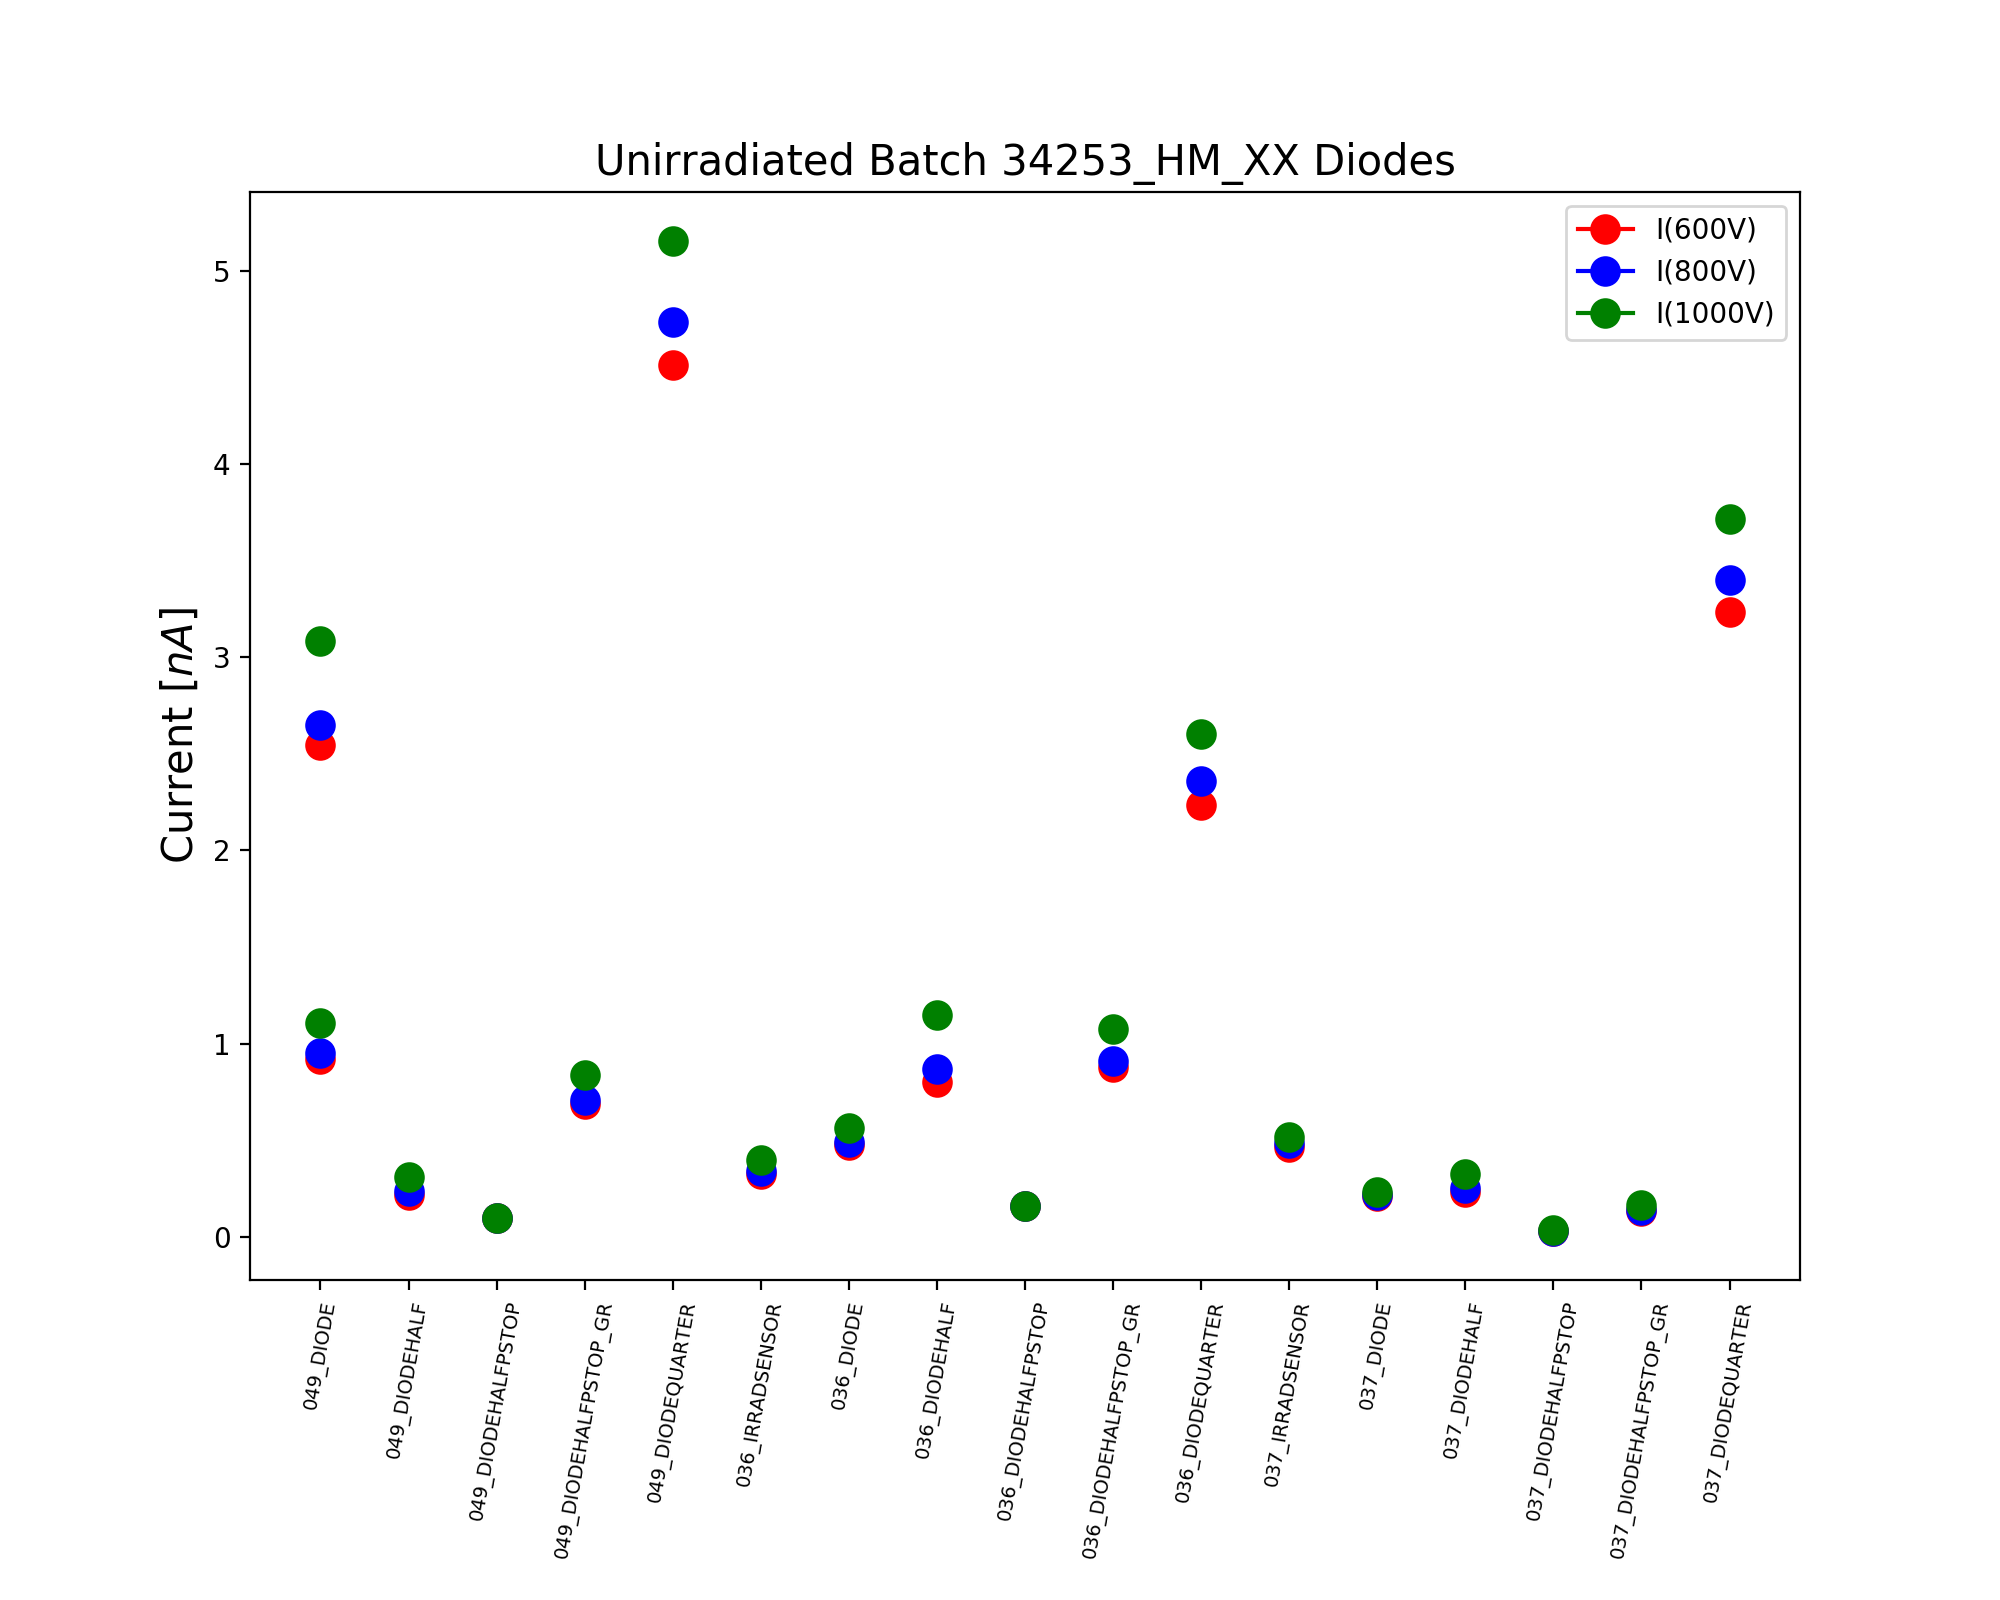 Unirradiated Batch 34253_HM_XX Diodes
I(600V)
I(800V)
I(1000V)
5
4
3
2
1
0
Current [nA]
049_DIODE
049_DIODEHALF
049_DIODEHALFPSTOP
049_DIODEHALFPSTOP_GR
049_DIODEQUARTER
036_IRRADSENSOR
036_DIODE
036_DIODEHALF
036_DIODEHALFPSTOP
036_DIODEHALFPSTOP_GR
036_DIODEQUARTER
037_IRRADSENSOR
037_DIODE
037_DIODEHALF
037_DIODEHALFPSTOP
037_DIODEHALFPSTOP_GR
037_DIODEQUARTER